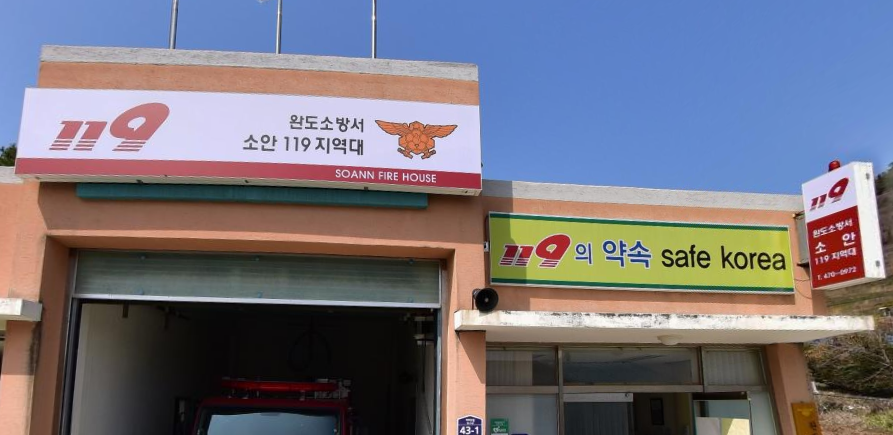 119
완도소방서
소안 119 지역대
SOANN FIRE HOUSE
119의 약속 safe korea
119
완도소방서
소 안
119 지역대
T. 470-0972
43-1